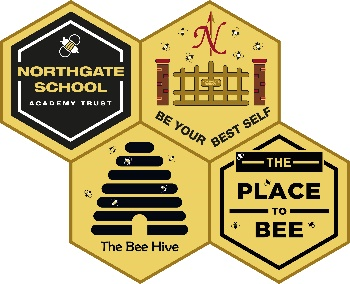 NORTHGATE
SCHOOL
ACADEMY TRUST
N
BE YOUR BEST SELF
The Bee Hive
THE
PLACE
TO
BEE